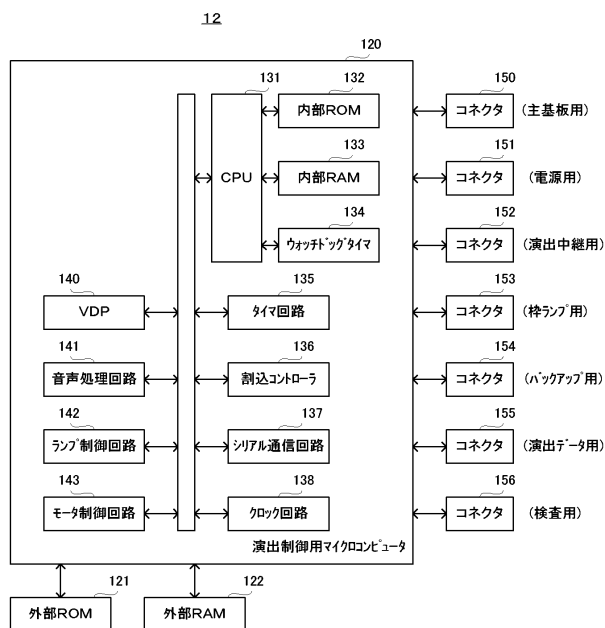 12
120
131
132
150
CPU
内部ROM
コネクタ
(主基板用)
133
151
内部RAM
コネクタ
(電源用)
134
152
ウォッチドッグタイマ
コネクタ
(演出中継用)
140
135
153
VDP
タイマ回路
コネクタ
(枠ランプ用)
141
136
154
音声処理回路
割込コントローラ
コネクタ
(バックアップ用)
142
137
155
ランプ制御回路
シリアル通信回路
コネクタ
(演出データ用)
143
138
156
モータ制御回路
クロック回路
コネクタ
(検査用)
演出制御用マイクロコンピュータ
121
122
外部ROM
外部RAM